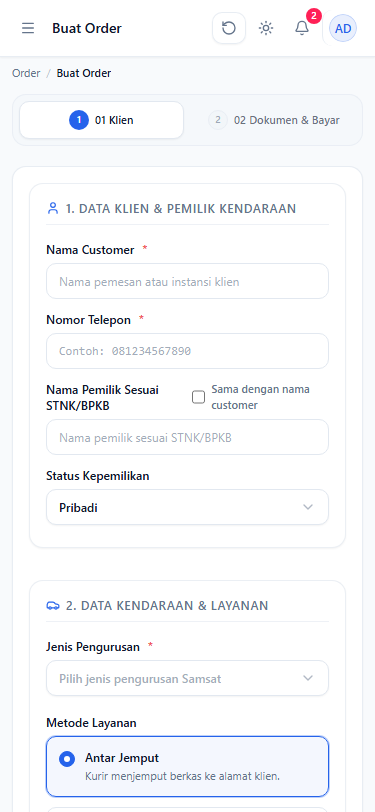 Buat Order
2
AD
Order / Buat Order
1 01 Klien
2 02 Dokumen & Bayar
1. DATA KLIEN & PEMILIK KENDARAAN
Nama Customer *
Nama pemesan atau instansi klien
Nomor Telepon *
Contoh: 081234567890
Nama Pemilik Sesuai
STNK/BPKB
Sama dengan nama
customer
Nama pemilik sesuai STNK/BPKB
Status Kepemilikan
Pribadi
2. DATA KENDARAAN & LAYANAN
Jenis Pengurusan *
Pilih jenis pengurusan Samsat
Metode Layanan
Antar Jemput
Kurir menjemput berkas ke alamat klien.